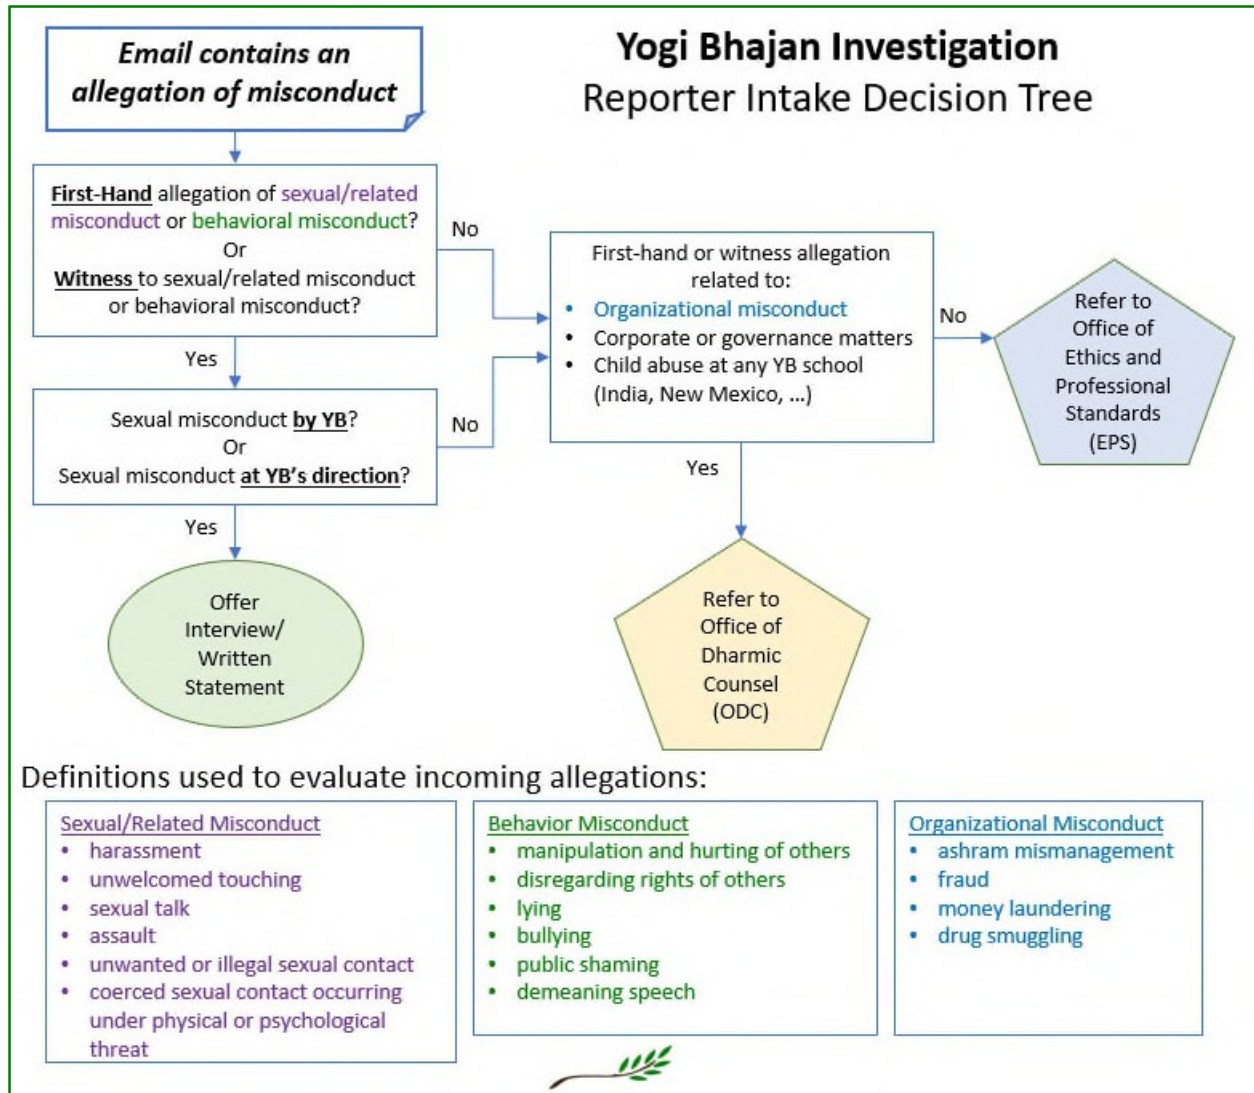 Email contains an
allegation of misconduct
Yogi Bhajan Investigation
Reporter Intake Decision Tree
First-Hand allegation of sexual/related
misconduct or behavioral misconduct?
Or
Witness to sexual/related misconduct
or behavioral misconduct?
No
Yes
Sexual misconduct by YB?
Or
Sexual misconduct at YB's direction?
No
Yes
Offer
Interview/
Written
Statement
First-hand or witness allegation
related to:
• Organizational misconduct
• Corporate or governance matters
• Child abuse at any YB school
(India, New Mexico, ...)
No
Yes
Refer to
Office of
Ethics and
Professional
Standards
(EPS)
Refer to
Office of
Dharmic
Counsel
(ODC)
Definitions used to evaluate incoming allegations:
Sexual/Related Misconduct
• harassment
• unwelcomed touching
• sexual talk
• assault
• unwanted or illegal sexual contact
• coerced sexual contact occurring
under physical or psychological
threat
Behavior Misconduct
• manipulation and hurting of others
• disregarding rights of others
• lying
• bullying
• public shaming
• demeaning speech
Organizational Misconduct
• ashram mismanagement
• fraud
• money laundering
• drug smuggling